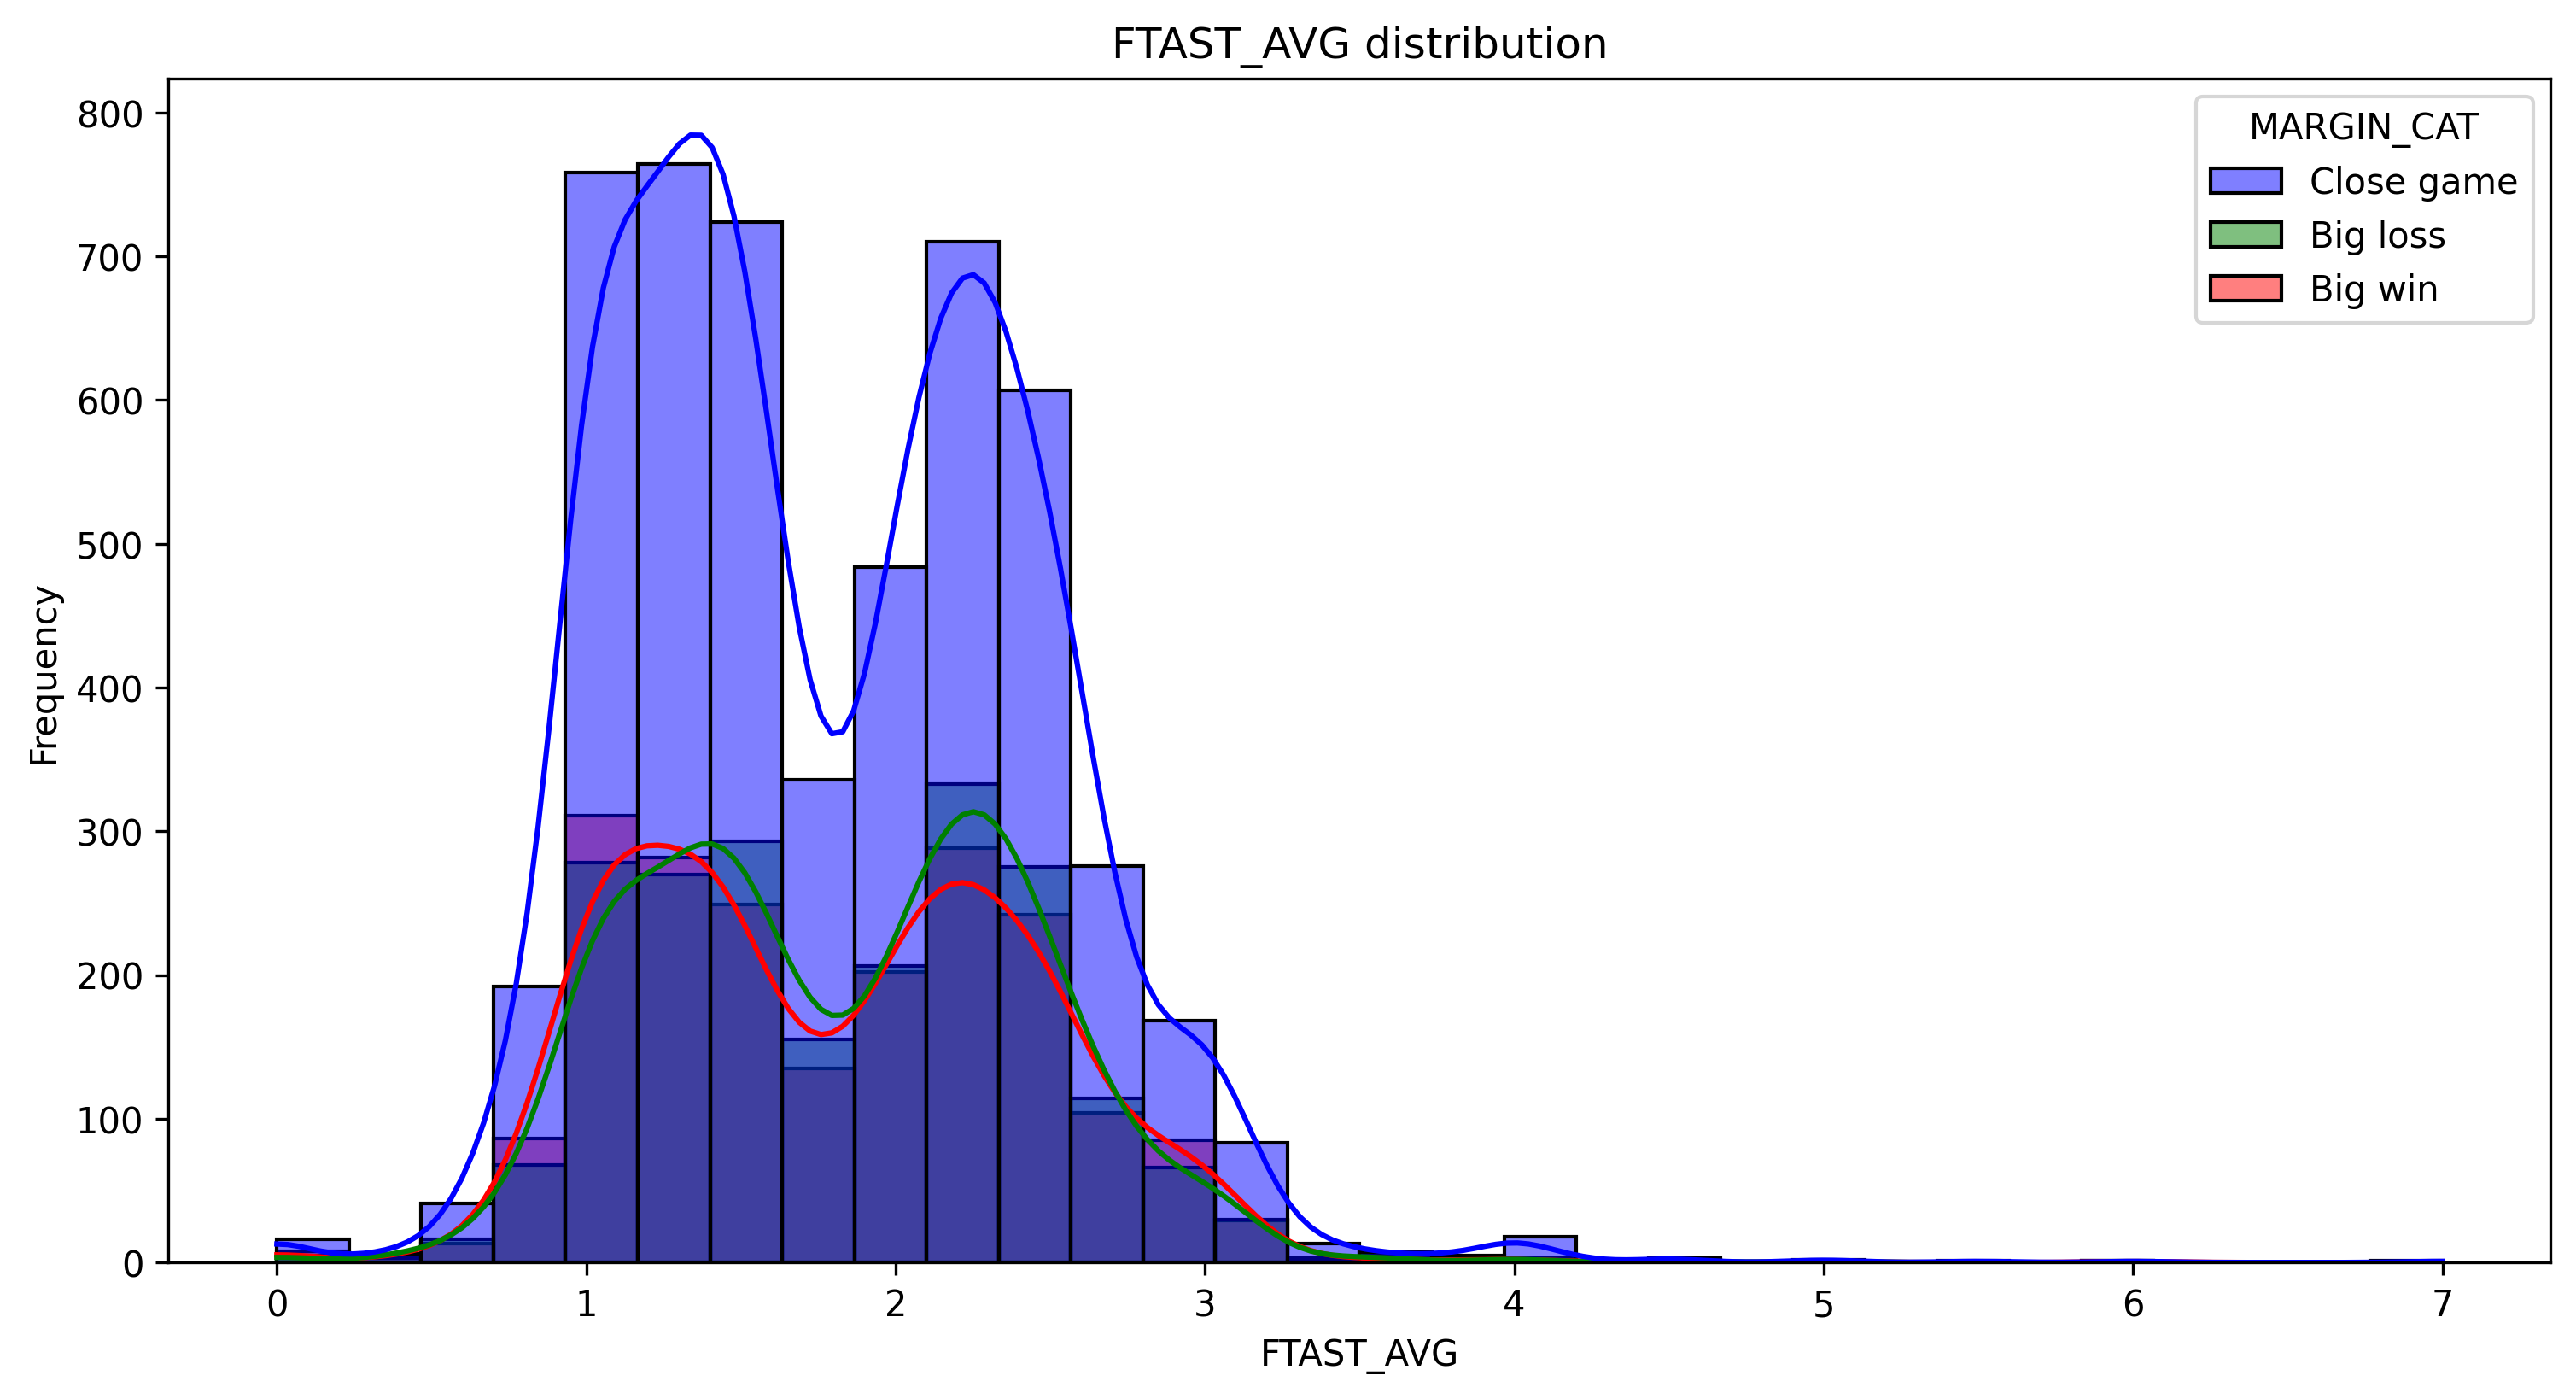 FTAST_AVG distribution
MARGIN_CAT
Close game
Big loss
Big win
Frequency
800
700
600
500
400
300
200
100
0
0 1 2 3 4 5 6 7
FTAST_AVG